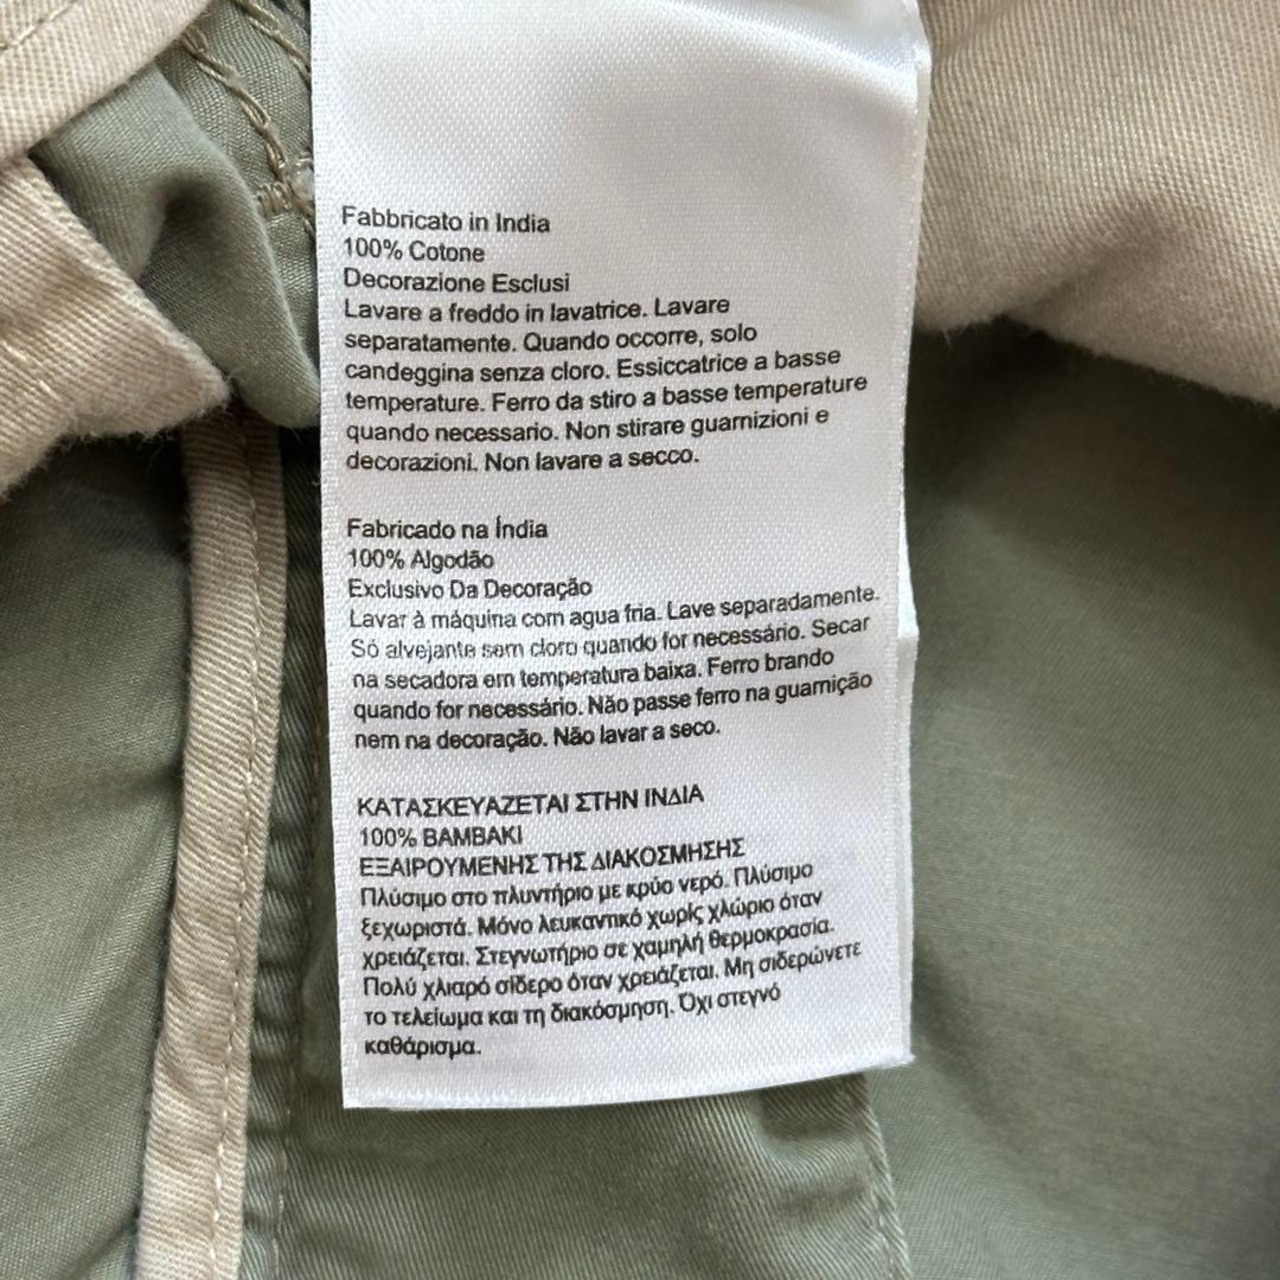 Fabbricato in India
100% Cotone
Decorazione Esclusi
Lavare a freddo in lavatrice. Lavare
separatamente. Quando occorre, solo
candeggina senza cloro. Essiccatrice a basse
temperature. Ferro da stiro a basse temperature
quando necessario. Non stirare guarnizioni e
decorazioni. Non lavare a secco.
Fabricado na Índia
100% Algodão
Exclusivo Da Decoração
Lavar à máquina com agua fria. Lave separadamente.
Só alvejante sem cloro quando for necessário. Secar
na secadora em temperatura baixa. Ferro brando
quando for necessário. Não passe ferro na guarnição
nem na decoração. Não lavar a seco.
ΚΑΤΑΣΚΕΥΑΖΕΤΑΙ ΣΤΗΝ ΙΝΔΙΑ
100% ΒΑΜΒΑΚΙ
ΕΞΑΙΡΟΥΜΕΝΗΣ ΤΗΣ ΔΙΑΚΟΣΜΗΣΗΣ
Πλύσιμο στο πλυντήριο με κρύο νερό. Πλύσιμο
ξεχωριστά. Μόνο λευκαντικό χωρίς χλώριο όταν
χρειάζεται. Στεγνωτήριο σε χαμηλή θερμοκρασία.
Πολύ χλιαρό σίδερο όταν χρειάζεται. Μη σιδερώνετε
το τελείωμα και τη διακόσμηση. Όχι στεγνό
καθάρισμα.